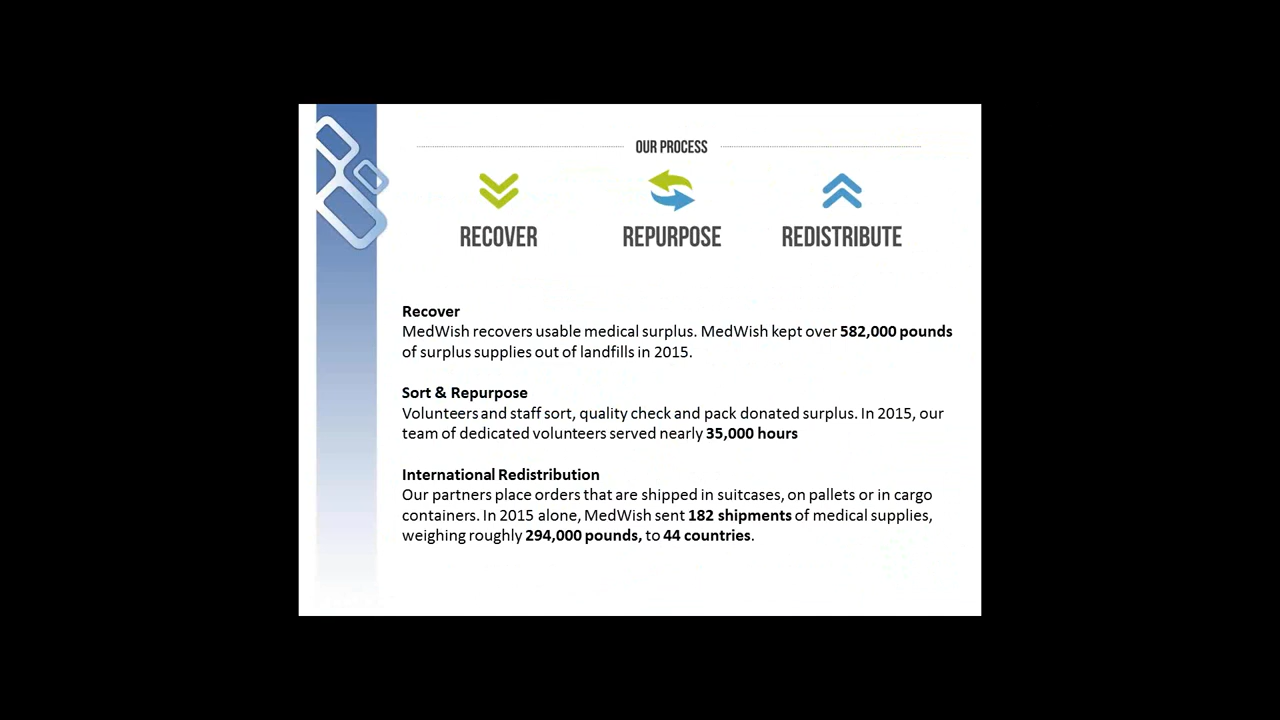 OUR PROCESS
RECOVER REPURPOSE REDISTRIBUTE
Recover
MedWish recovers usable medical surplus. MedWish kept over 582,000 pounds
of surplus supplies out of landfills in 2015.
Sort & Repurpose
Volunteers and staff sort, quality check and pack donated surplus. In 2015, our
team of dedicated volunteers served nearly 35,000 hours
International Redistribution
Our partners place orders that are shipped in suitcases, on pallets or in cargo
containers. In 2015 alone, MedWish sent 182 shipments of medical supplies,
weighing roughly 294,000 pounds, to 44 countries.